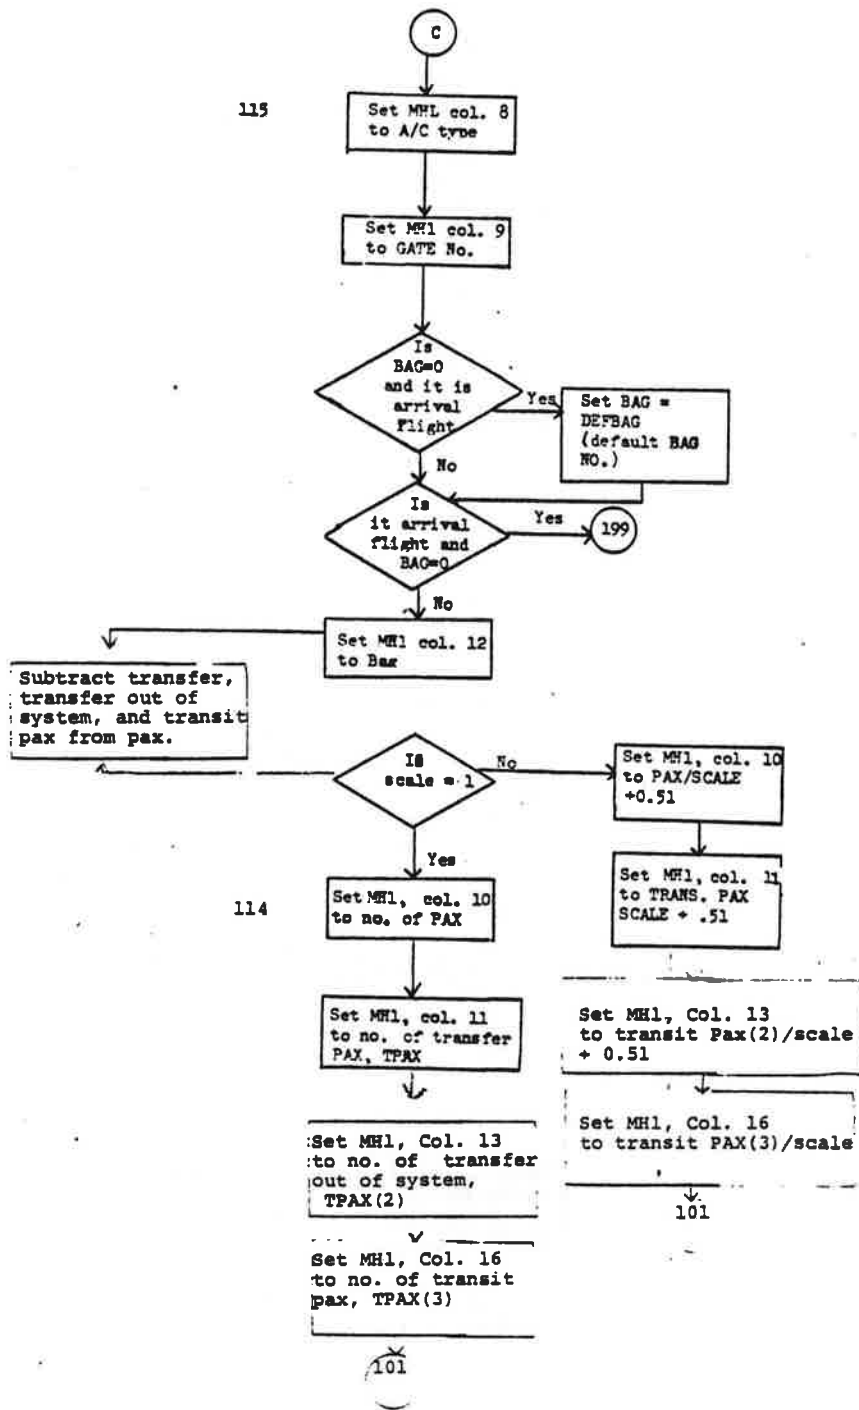 C
115
Set MHL col. 8
to A/C type
Set MH1 col. 9
to GATE No.
Is
BAG=0
and it is
arrival
flight
Yes
Set BAG =
DEFBAG
(default BAG
NO.)
No
Is
it arrival
flight and
BAG=0
Yes
199
No
Set MH1 col. 12
to Bag
Subtract transfer,
transfer out of
system, and transit
pax from pax.
Is
scale = 1
No
Set MH1, col. 10
to PAX/SCALE
+0.51
Yes
Set MH1, col. 11
to TRANS. PAX
SCALE + .51
114
Set MH1, col. 10
to no. of PAX
Set MH1, col. 11
to no. of transfer
PAX, TPAX
Set MH1, Col. 13
to transit Pax(2)/scale
+ 0.51
Set MH1, Col. 16
to transit PAX(3)/scale
101
Set MH1, Col. 13
to no. of transfer
out of system,
TPAX(2)
Set MH1, Col. 16
to no. of transit
pax, TPAX(3)
101